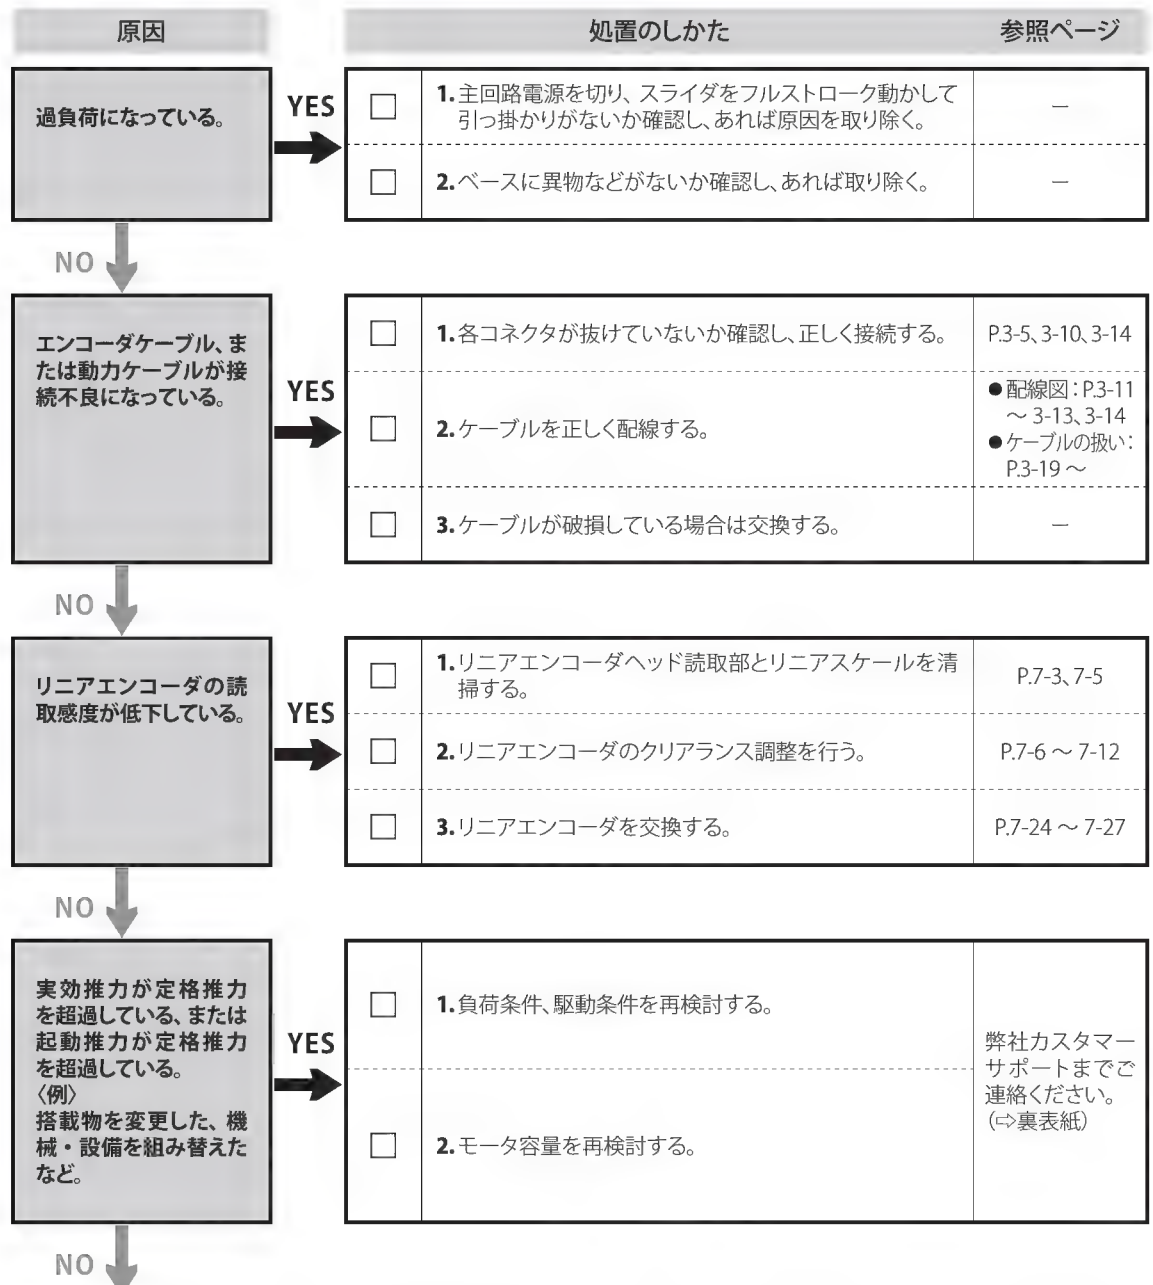 原因
処置のしかた
参照ページ
過負荷になっている。
YES
1.主回路電源を切り、スライダをフルストローク動かして
引っ掛かりがないか確認し、あれば原因を取り除く。
—
2.ベースに異物などがないか確認し、あれば取り除く。
—
NO
エンコーダケーブル、ま
たは動力ケーブルが接
続不良になっている。
YES
1.各コネクタが抜けていないか確認し、正しく接続する。
P.3-5、3-10、3-14
2.ケーブルを正しく配線する。
●配線図：P.3-11
～ 3-13、3-14
●ケーブルの扱い：
P.3-19 ～
3.ケーブルが破損している場合は交換する。
—
NO
リニアエンコーダの読
取感度が低下している。
YES
1.リニアエンコーダヘッド読取部とリニアスケールを清
掃する。
P.7-3、7-5
2.リニアエンコーダのクリアランス調整を行う。
P.7-6 ～ 7-12
3.リニアエンコーダを交換する。
P.7-24 ～ 7-27
NO
実効推力が定格推力
を超過している、または
起動推力が定格推力
を超過している。
〈例〉
搭載物を変更した、機
械・設備を組み替えた
など。
YES
1.負荷条件、駆動条件を再検討する。
2.モータ容量を再検討する。
弊社カスタマー
サポートまでご
連絡ください。
(⇨裏表紙)
NO